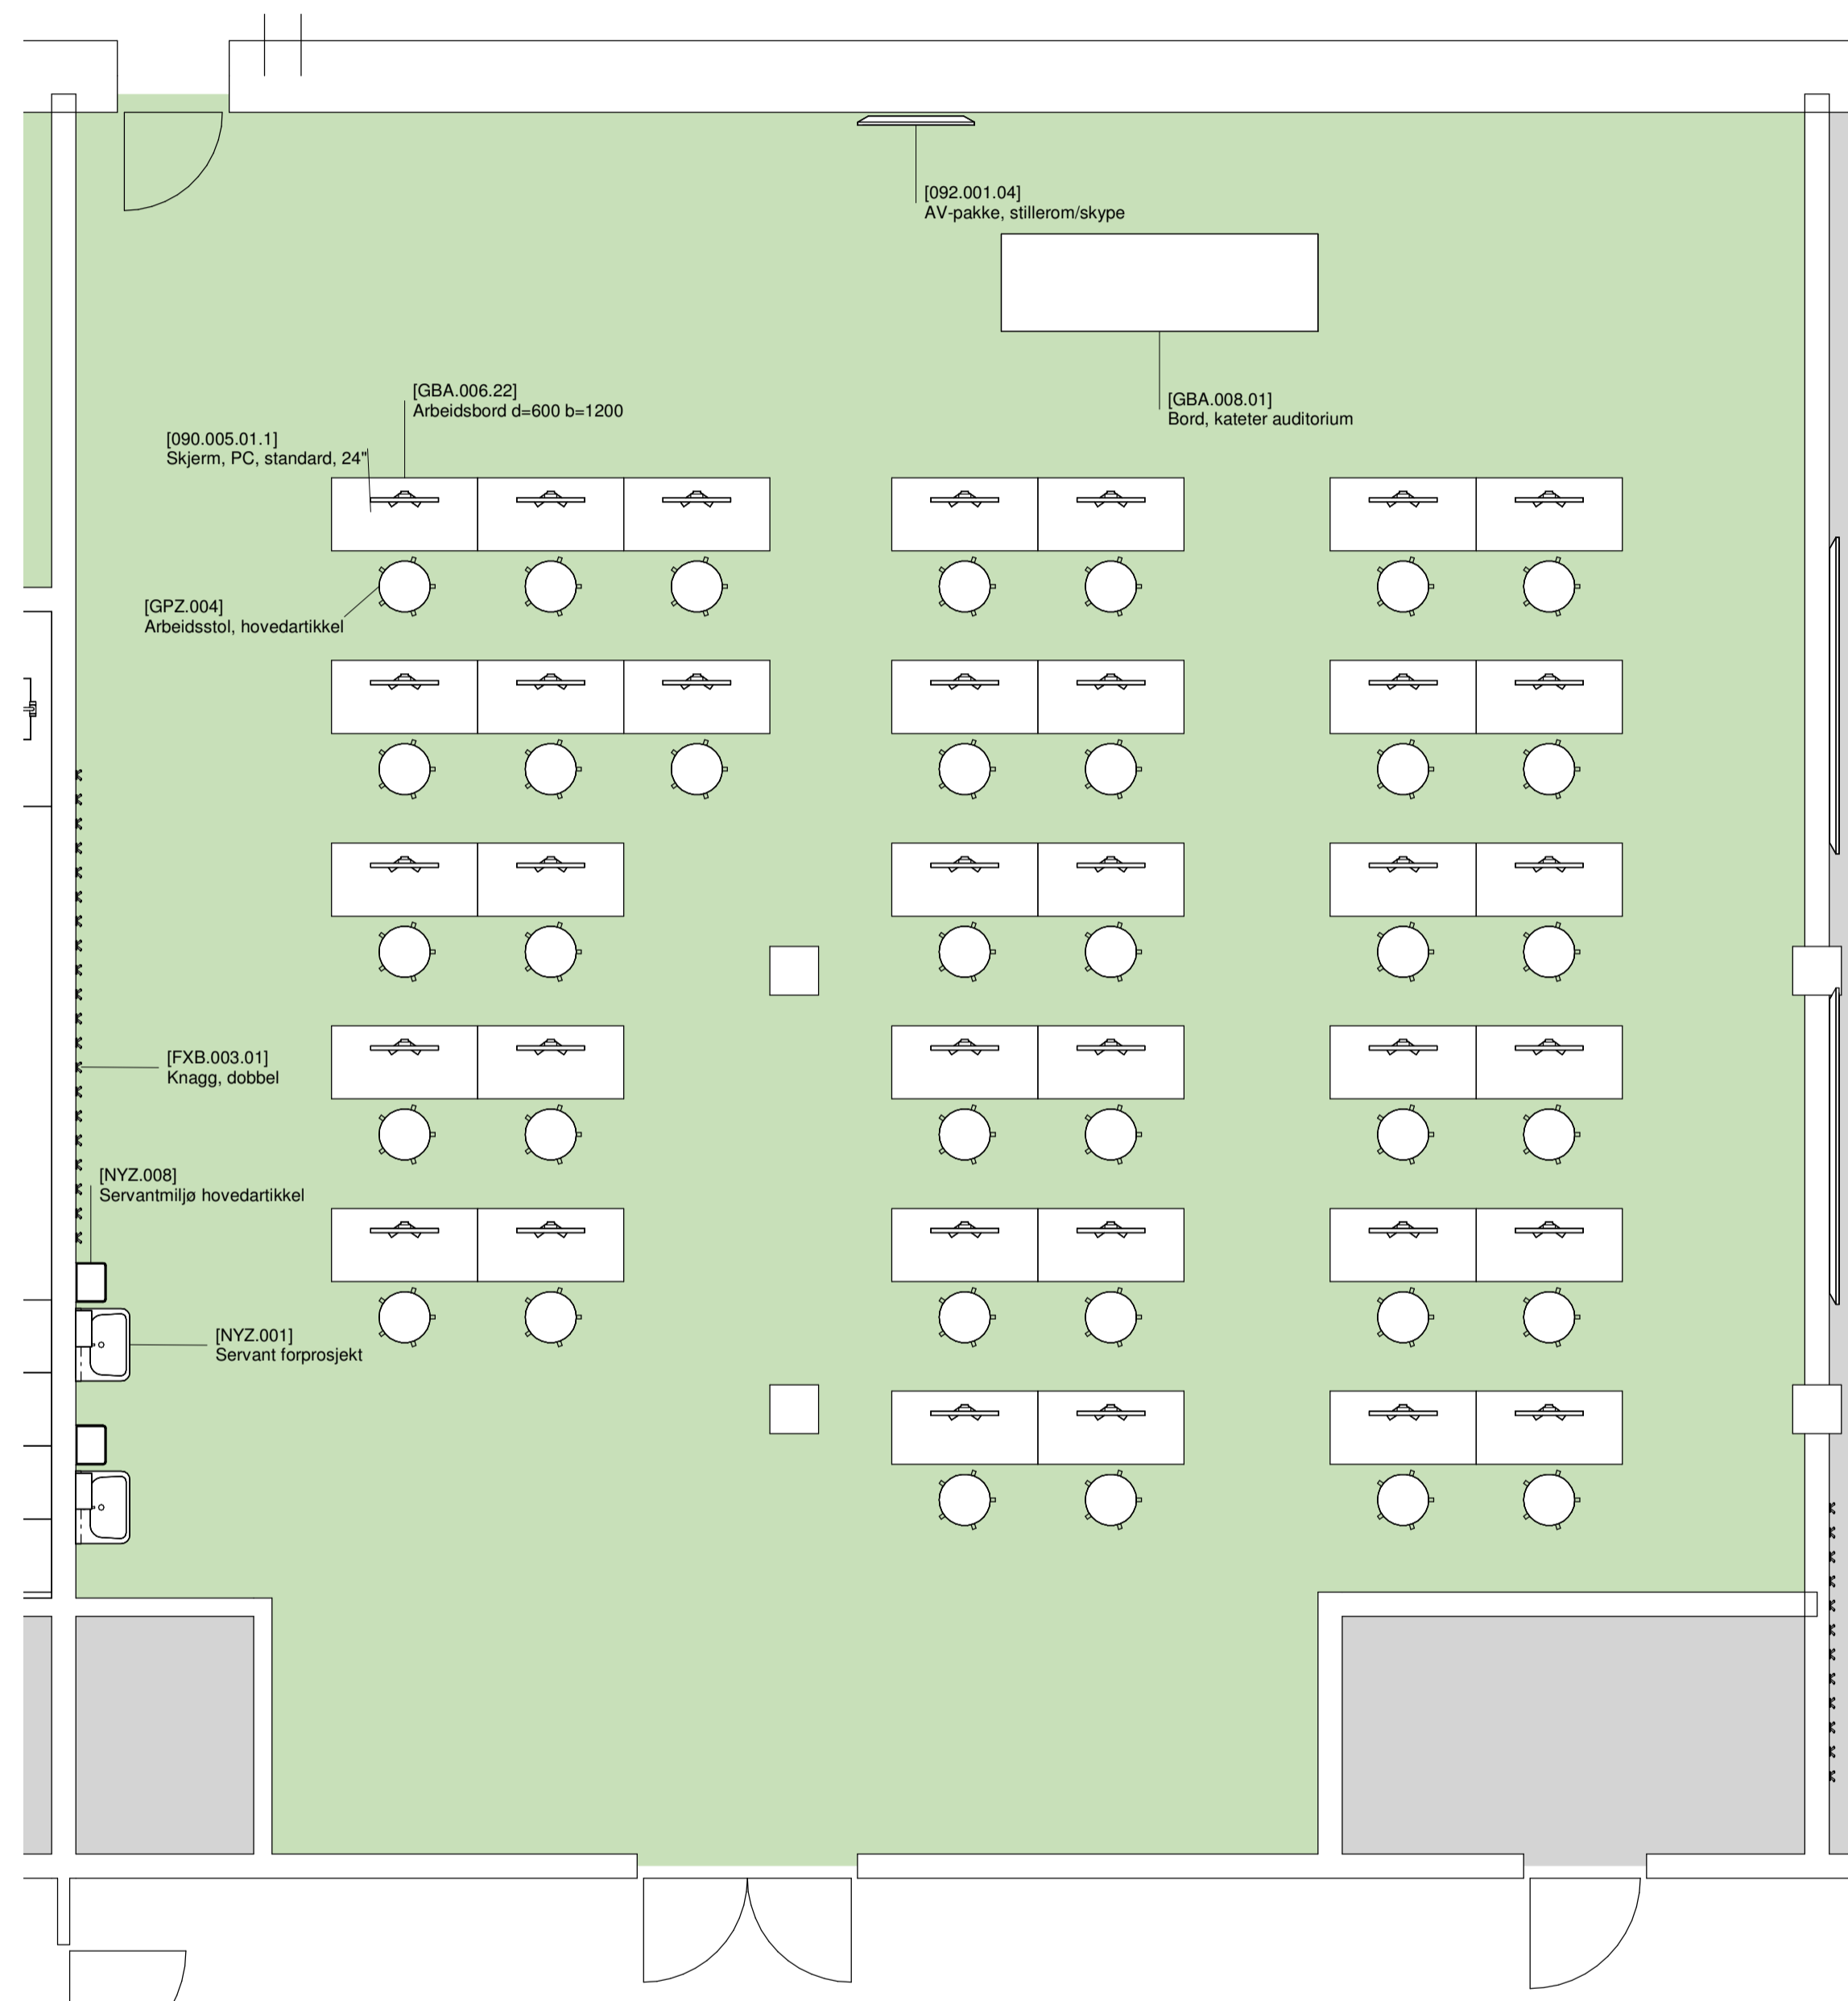 [092.001.04]
AV-pakke, stillerom/skype
[GBA.006.22]
Arbeidsbord d=600 b=1200
[GBA.008.01]
Bord, kateter auditorium
[090.005.01.1]
Skjerm, PC, standard, 24"
[GPZ.004]
Arbeidsstol, hovedartikkel
[FXB.003.01]
Knagg, dobbel
[NYZ.008]
Servantmiljø hovedartikkel
[NYZ.001]
Servant forprosjekt